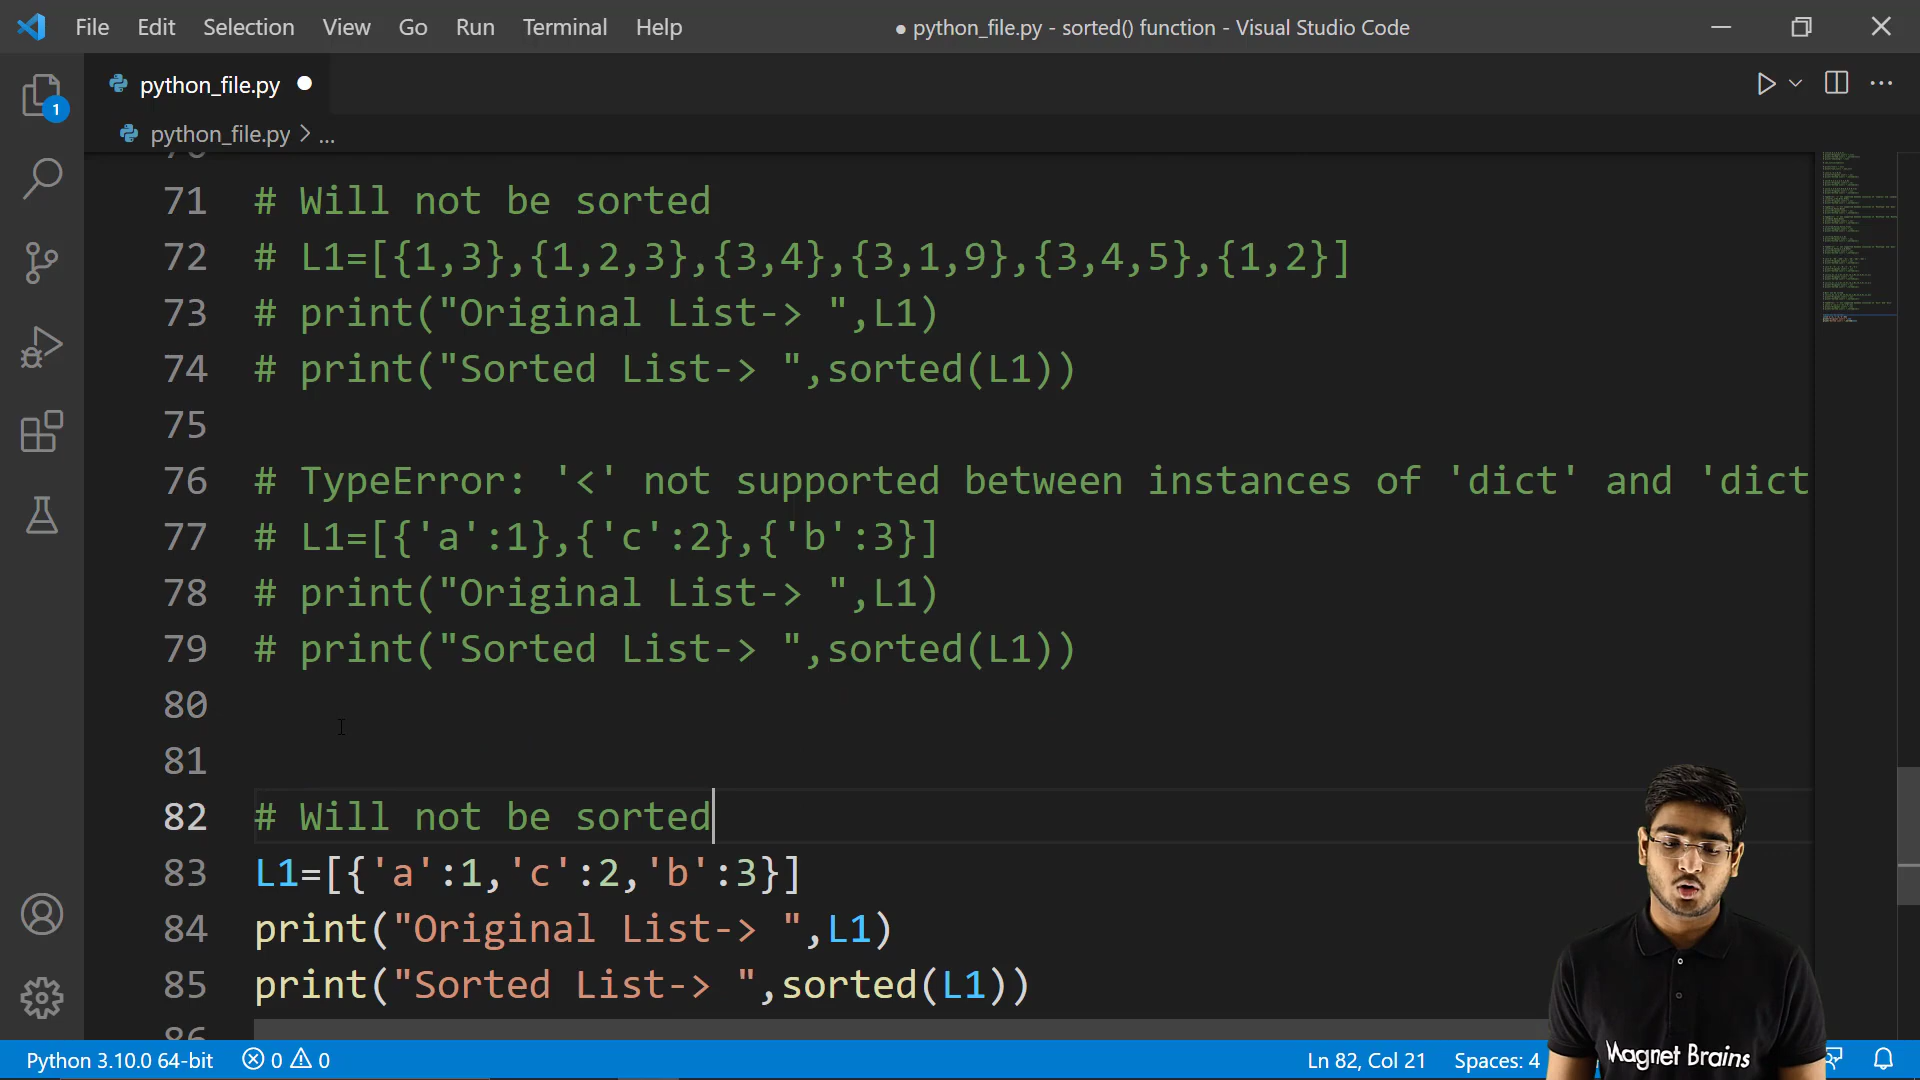 File Edit Selection View Go Run Terminal Help ● python_file.py - sorted() function - Visual Studio Code
python_file.py
1
python_file.py > ...
71 # Will not be sorted
72 # L1=[{1,3},{1,2,3},{3,4},{3,1,9},{3,4,5},{1,2}]
73 # print("Original List-> ",L1)
74 # print("Sorted List-> ",sorted(L1))
75
76 # TypeError: '<' not supported between instances of 'dict' and 'dict
77 # L1=[{'a':1},{'c':2},{'b':3}]
78 # print("Original List-> ",L1)
79 # print("Sorted List-> ",sorted(L1))
80
81
82 # Will not be sorted
83 L1=[{'a':1,'c':2,'b':3}]
84 print("Original List-> ",L1)
85 print("Sorted List-> ",sorted(L1))
Magnet Brains
Python 3.10.0 64-bit 0 0 Ln 82, Col 21 Spaces: 4